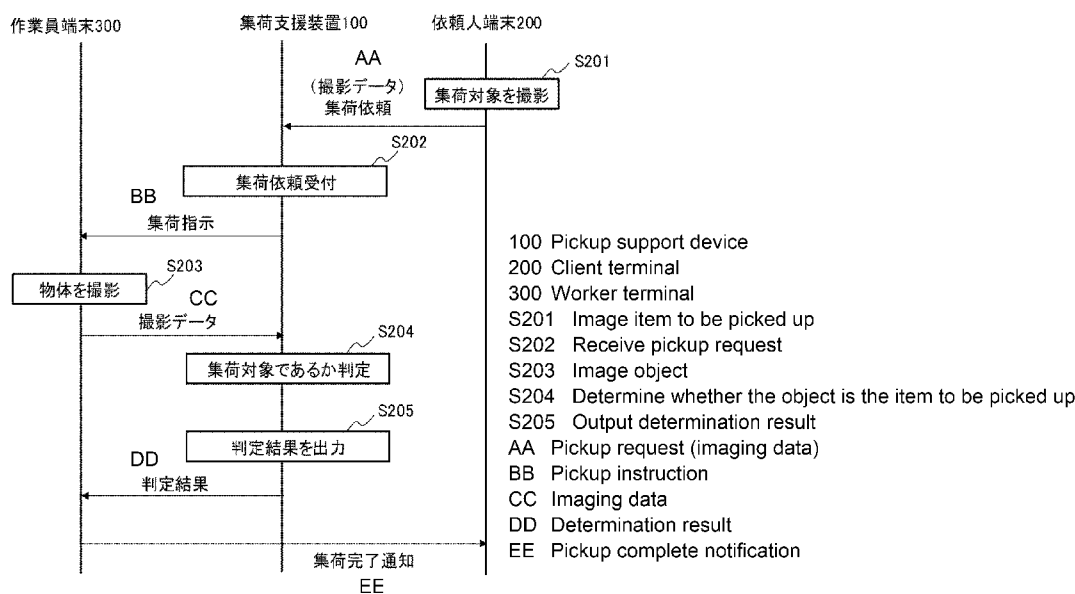 作業員端末300
集荷支援装置100
依頼人端末200
AA
S201
(撮影データ)
集荷依頼
集荷対象を撮影
S202
集荷依頼受付
BB
集荷指示
S203
物体を撮影
CC
撮影データ
S204
集荷対象であるか判定
S205
判定結果を出力
DD
判定結果
集荷完了通知
EE
100 Pickup support device
200 Client terminal
300 Worker terminal
S201 Image item to be picked up
S202 Receive pickup request
S203 Image object
S204 Determine whether the object is the item to be picked up
S205 Output determination result
AA Pickup request (imaging data)
BB Pickup instruction
CC Imaging data
DD Determination result
EE Pickup complete notification